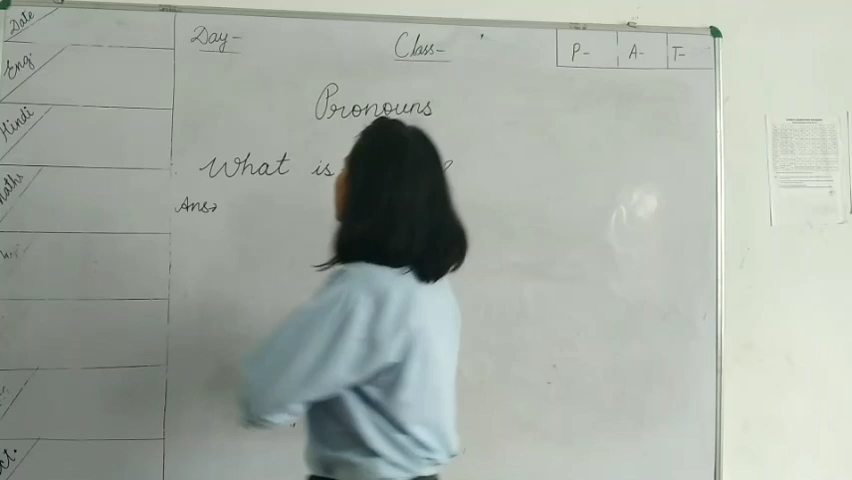 Date
Day- Class- P- A- T-
Eng.
Pronouns
Hindi
What is ?
Maths
Ans→